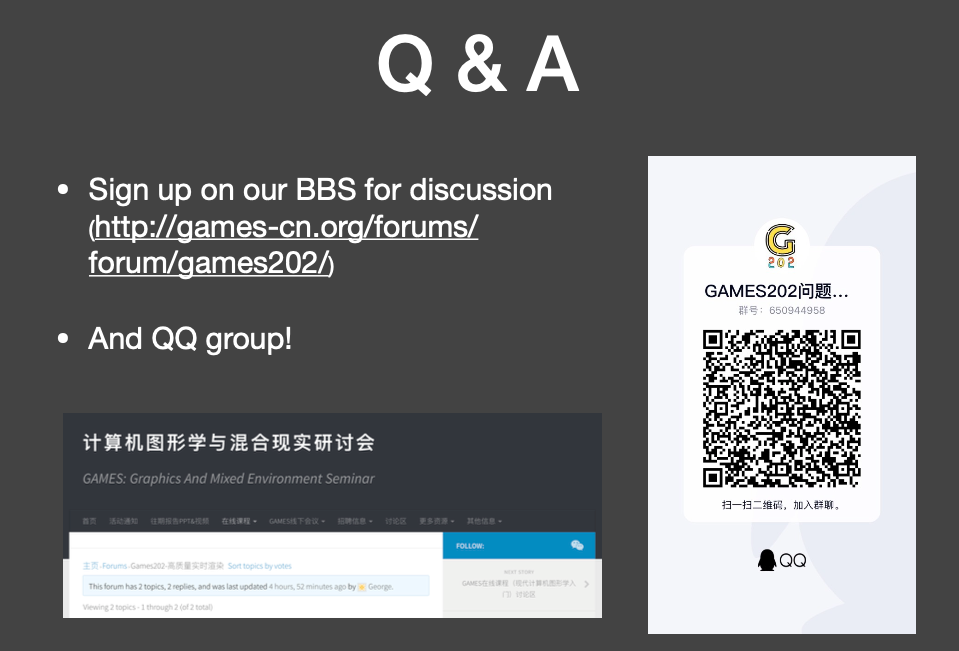 Q & A
• Sign up on our BBS for discussion
(http://games-cn.org/forums/
forum/games202/)
• And QQ group!
计算机图形学与混合现实研讨会
GAMES: Graphics And Mixed Environment Seminar
首页 活动通知 往期报告PPT&视频 在线课程 GAMES线下会议 招聘信息 讨论区 更多资源 其他信息
FOLLOW:
主页 › Forums › Games202-高质量实时渲染 Sort topics by votes
This forum has 2 topics, 2 replies, and was last updated 4 hours, 52 minutes ago by George.
Viewing 2 topics - 1 through 2 (of 2 total)
NEXT STORY
GAMES在线课程（现代计算机图形学入
门）讨论区
G
202
GAMES202问题...
群号：650944958
扫一扫二维码，加入群聊。
QQ